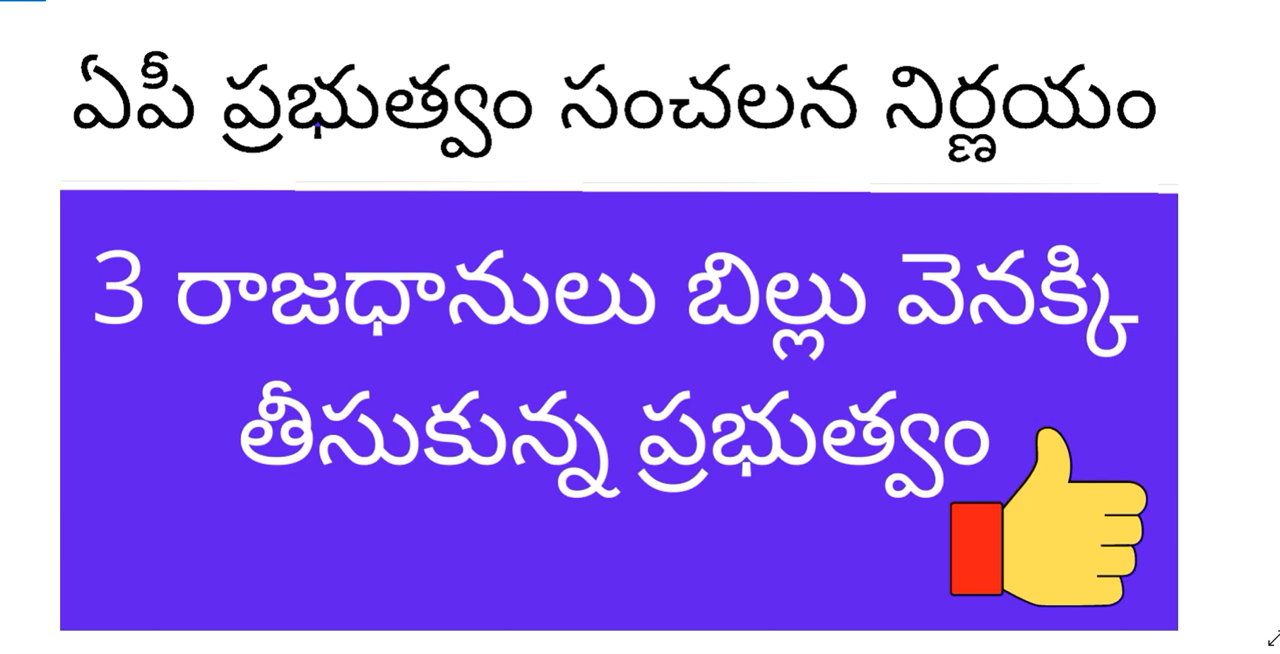 ఏపీ ప్రభుత్వం సంచలన నిర్ణయం
3 రాజధానులు బిల్లు వెనక్కి
తీసుకున్న ప్రభుత్వం